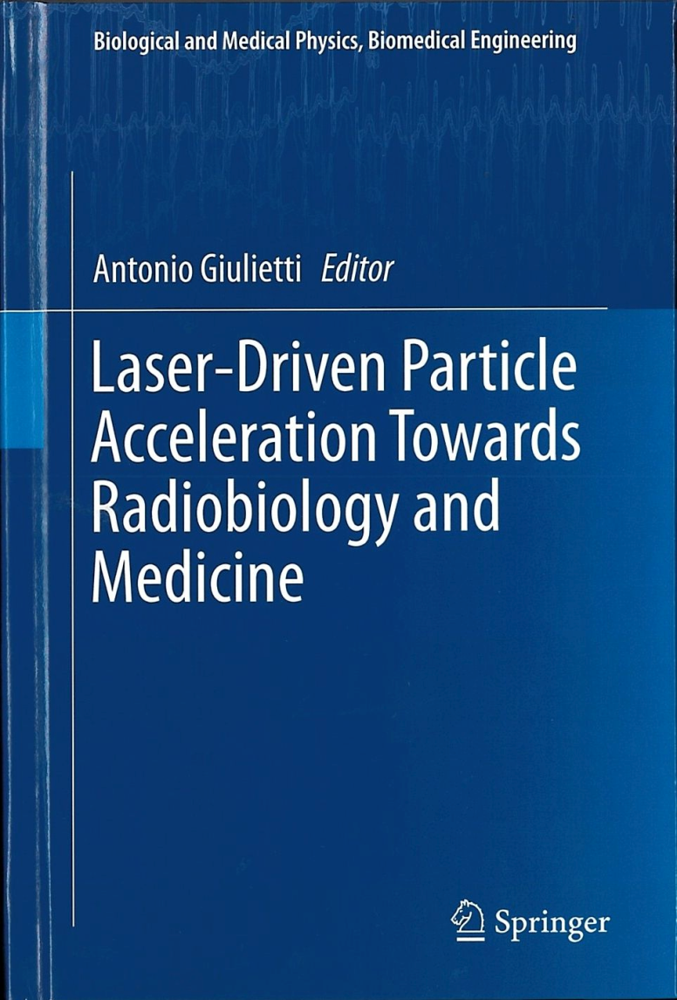 Biological and Medical Physics, Biomedical Engineering
Antonio Giulietti Editor
Laser-Driven Particle
Acceleration Towards
Radiobiology and
Medicine
Springer